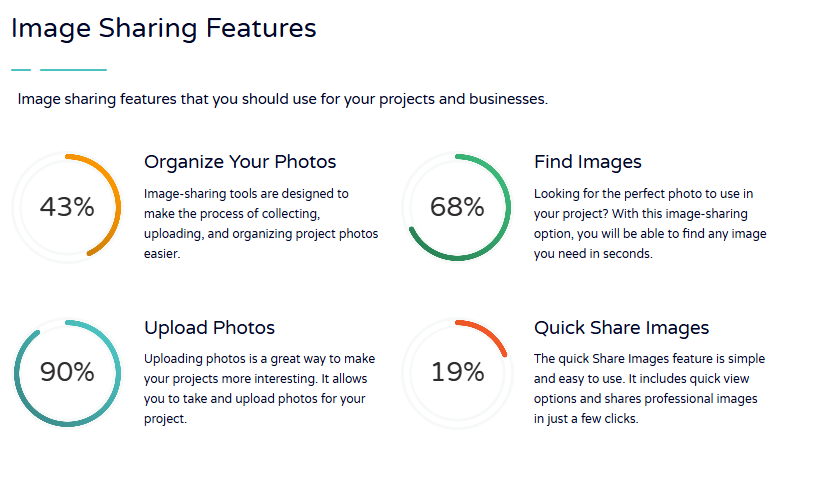 Image Sharing Features
Image sharing features that you should use for your projects and businesses.
43%
Organize Your Photos
Image-sharing tools are designed to
make the process of collecting,
uploading, and organizing project photos
easier.
68%
Find Images
Looking for the perfect photo to use in
your project? With this image-sharing
option, you will be able to find any image
you need in seconds.
90%
Upload Photos
Uploading photos is a great way to make
your projects more interesting. It allows
you to take and upload photos for your
project.
19%
Quick Share Images
The quick Share Images feature is simple
and easy to use. It includes quick view
options and shares professional images
in just a few clicks.